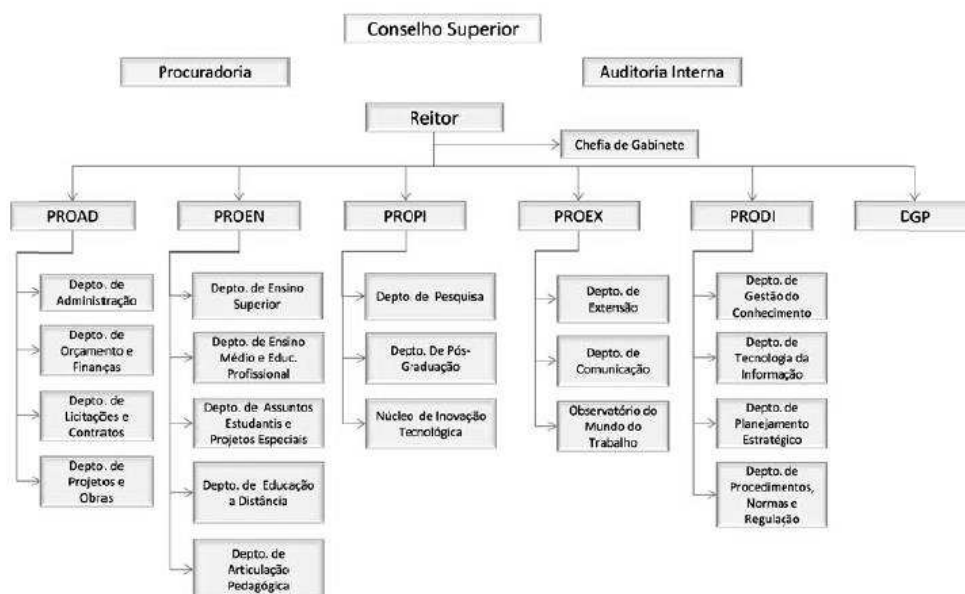 Conselho Superior
Procuradoria
Auditoria Interna
Reitor
Chefia de Gabinete
PROAD
PROEN
PROPI
PROEX
PRODI
DGP
Depto. de
Administração
Depto. de
Orçamento e
Finanças
Depto. de
Licitações e
Contratos
Depto. de
Projetos e
Obras
Depto. de Ensino
Superior
Depto. de Ensino
Médio e Educ.
Profissional
Depto. de Assuntos
Estudantis e
Projetos Especiais
Depto. de Educação
a Distância
Depto. de
Articulação
Pedagógica
Depto. de Pesquisa
Depto. De Pós-
Graduação
Núcleo de Inovação
Tecnológica
Depto. de
Extensão
Depto. de
Comunicação
Observatório do
Mundo do
Trabalho
Depto. de
Gestão do
Conhecimento
Depto. de
Tecnologia da
Informação
Depto. de
Planejamento
Estratégico
Depto. de
Procedimentos,
Normas e
Regulação